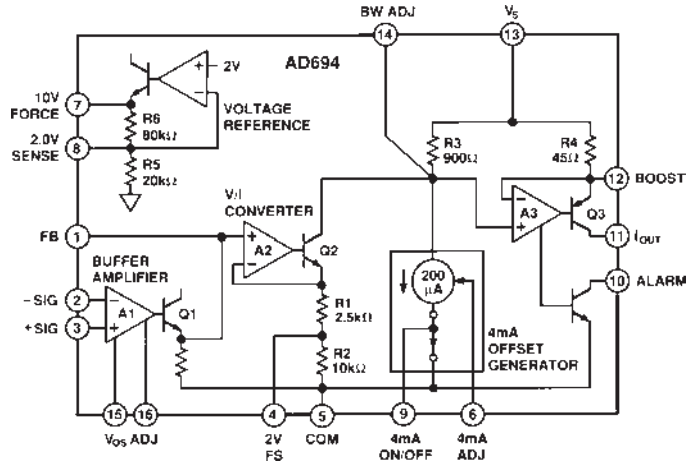 BW ADJ
V_S
14
13
AD694
+ 2V
−
10V
FORCE
7
R6
80kΩ
VOLTAGE
REFERENCE
2.0V
SENSE
8
R5
20kΩ
R3
900Ω
R4
45Ω
12
BOOST
V/I
CONVERTER
−
+
A3
Q3
FB
1
+
−
A2
Q2
11
I_OUT
BUFFER
AMPLIFIER
200
μA
10
ALARM
−SIG
2
−
+SIG
3
+
A1
Q1
R1
2.5kΩ
R2
10kΩ
4mA
OFFSET
GENERATOR
15
16
4
5
9
6
V_OS ADJ
2V
FS
COM
4mA
ON/OFF
4mA
ADJ